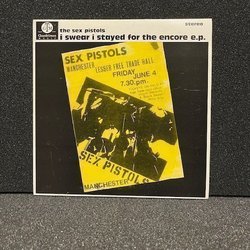 stereo
the sex pistols
i swear i stayed for the encore e.p.
SEX PISTOLS
MANCHESTER LESSER FREE TRADE HALL
FRIDAY
JUNE 4
7.30 pm.
SEX PISTOLS
MANCHESTER